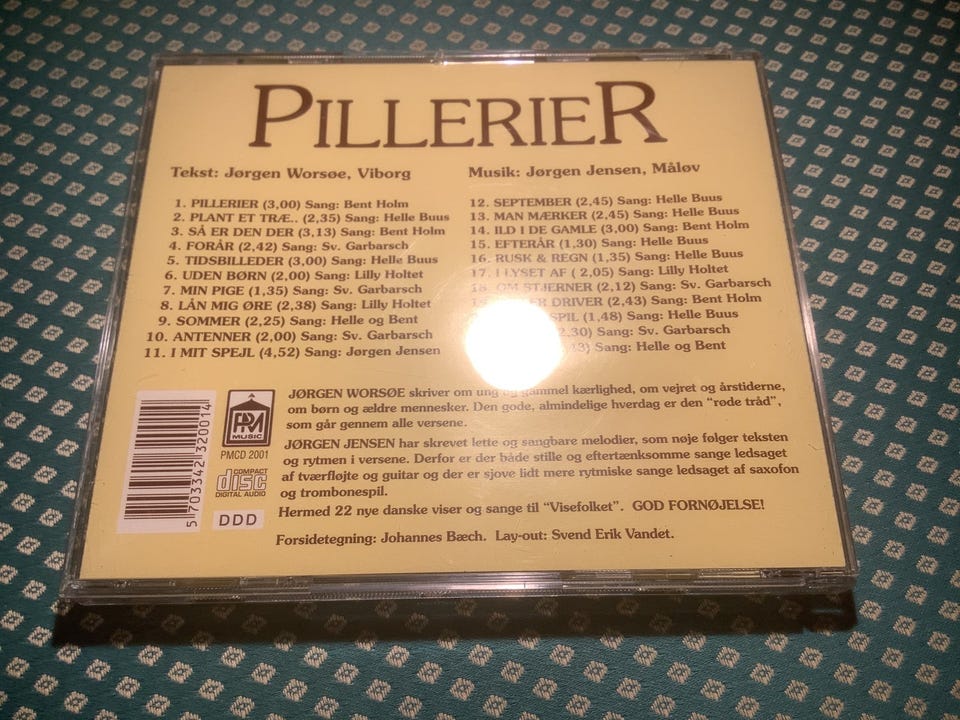 PILLERIER
Tekst: Jørgen Worsøe, Viborg
Musik: Jørgen Jensen, Måløv
1. PILLERIER (3,00) Sang: Bent Holm
2. PLANT ET TRÆ.. (2,35) Sang: Helle Buus
3. SÅ ER DEN DER (3,13) Sang: Bent Holm
4. FORÅR (2,42) Sang: Sv. Garbarsch
5. TIDSBILLEDER (3,00) Sang: Helle Buus
6. UDEN BØRN (2,00) Sang: Lilly Holtet
7. MIN PIGE (1,35) Sang: Sv. Garbarsch
8. LÅN MIG ØRE (2,38) Sang: Lilly Holtet
9. SOMMER (2,25) Sang: Helle og Bent
10. ANTENNER (2,00) Sang: Sv. Garbarsch
11. I MIT SPEJL (4,52) Sang: Jørgen Jensen
12. SEPTEMBER (2,45) Sang: Helle Buus
13. MAN MÆRKER (2,45) Sang: Helle Buus
14. ILD I DE GAMLE (3,00) Sang: Bent Holm
15. EFTERÅR (1,30) Sang: Helle Buus
16. RUSK & REGN (1,35) Sang: Helle Buus
17. I LYSET AF ( 2,05) Sang: Lilly Holtet
18. OM STJERNER (2,12) Sang: Sv. Garbarsch
DRIVER (2,43) Sang: Bent Holm
(1,48) Sang: Helle Buus
Sang: Sv. Garbarsch
Sang: Helle og Bent
JØRGEN WORSØE skriver om ung og gammel kærlighed, om vejret og årstiderne,
om børn og ældre mennesker. Den gode, almindelige hverdag er den "røde tråd",
som går gennem alle versene.
JØRGEN JENSEN har skrevet lette og sangbare melodier, som nøje følger teksten
og rytmen i versene. Derfor er der både stille og eftertænksomme sange ledsaget
af tværfløjte og guitar og der er sjove lidt mere rytmiske sange ledsaget af saxofon
og trombonespil.
Hermed 22 nye danske viser og sange til "Visefolket". GOD FORNØJELSE!
Forsidetegning: Johannes Bæch. Lay-out: Svend Erik Vandet.
MUSIC
PMCD 2001
COMPACT
disc
DIGITAL AUDIO
DDD
5 703342 320014